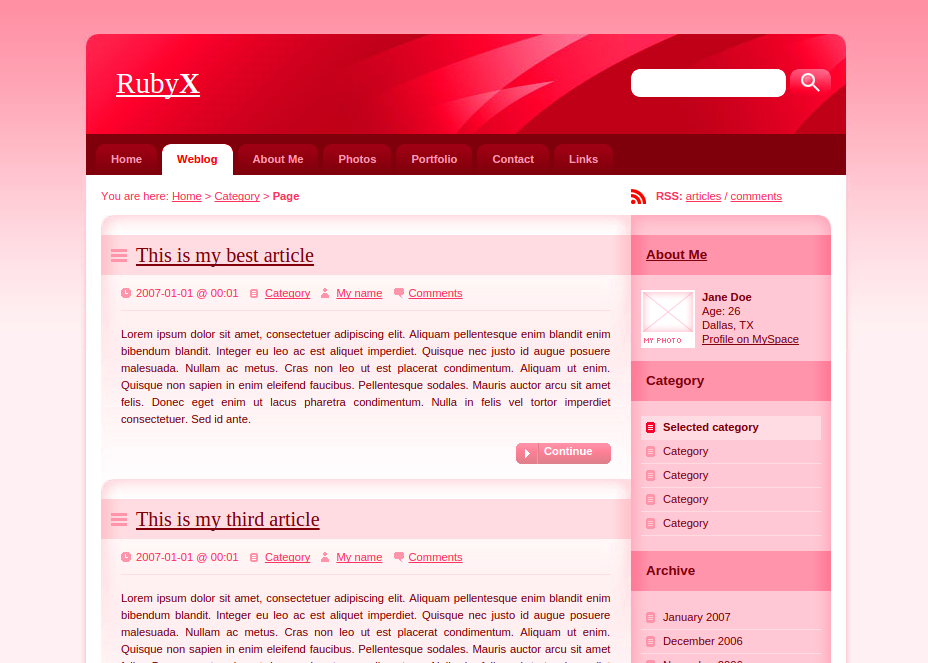 RubyX
Home Weblog About Me Photos Portfolio Contact Links
You are here: Home > Category > Page
RSS: articles / comments
This is my best article
2007-01-01 @ 00:01 Category My name Comments
Lorem ipsum dolor sit amet, consectetuer adipiscing elit. Aliquam pellentesque enim blandit enim
bibendum blandit. Integer eu leo ac est aliquet imperdiet. Quisque nec justo id augue posuere
malesuada. Nullam ac metus. Cras non leo ut est placerat condimentum. Aliquam ut enim.
Quisque non sapien in enim eleifend faucibus. Pellentesque sodales. Mauris auctor arcu sit amet
felis. Donec eget enim ut lacus pharetra condimentum. Nulla in felis vel tortor imperdiet
consectetuer. Sed id ante.
Continue
This is my third article
2007-01-01 @ 00:01 Category My name Comments
Lorem ipsum dolor sit amet, consectetuer adipiscing elit. Aliquam pellentesque enim blandit enim
bibendum blandit. Integer eu leo ac est aliquet imperdiet. Quisque nec justo id augue posuere
malesuada. Nullam ac metus. Cras non leo ut est placerat condimentum. Aliquam ut enim.
Quisque non sapien in enim eleifend faucibus. Pellentesque sodales. Mauris auctor arcu sit amet
About Me
MY PHOTO
Jane Doe
Age: 26
Dallas, TX
Profile on MySpace
Category
Selected category
Category
Category
Category
Category
Archive
January 2007
December 2006